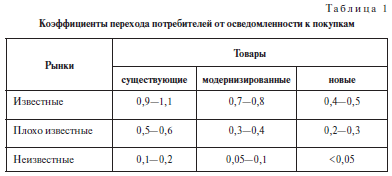 Таблица 1
Коэффициенты перехода потребителей от осведомленности к покупкам
Рынки
Товары
существующие модернизированные новые
Известные 0,9—1,1 0,7—0,8 0,4—0,5
Плохо известные 0,5—0,6 0,3—0,4 0,2—0,3
Неизвестные 0,1—0,2 0,05—0,1 <0,05